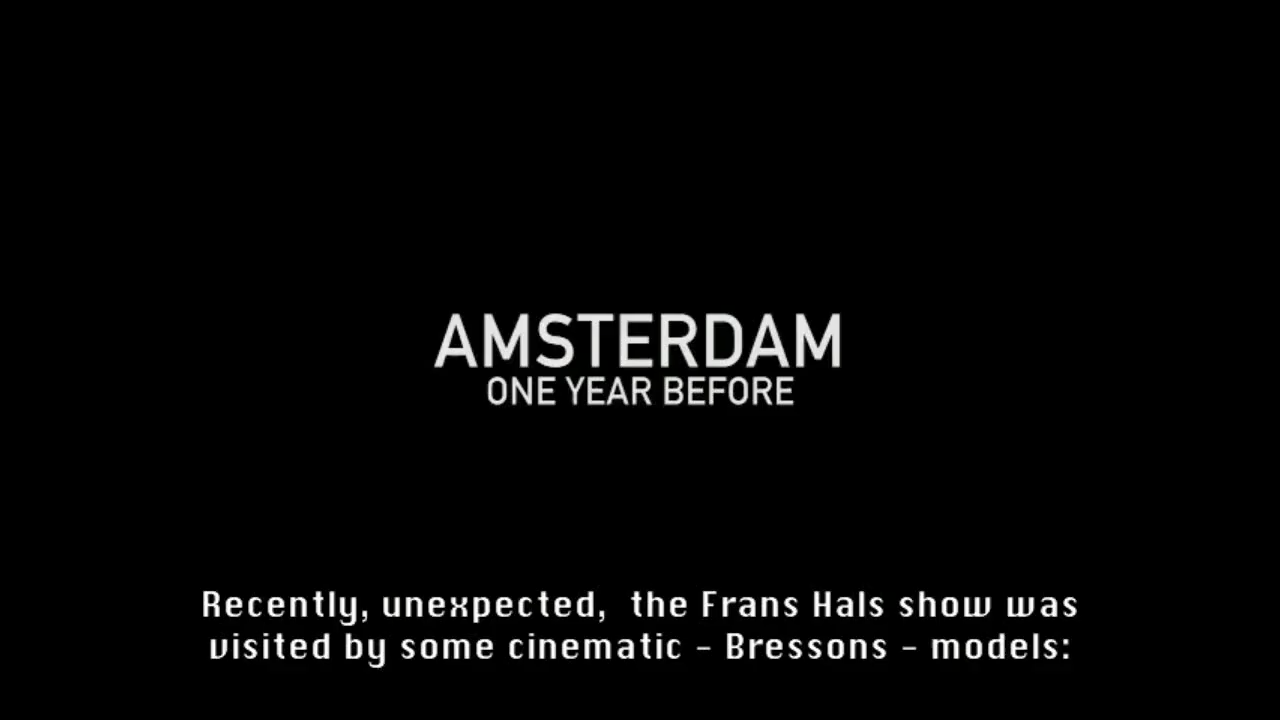 AMSTERDAM
ONE YEAR BEFORE
Recently, unexpected,  the Frans Hals show was
visited by some cinematic - Bressons - models: